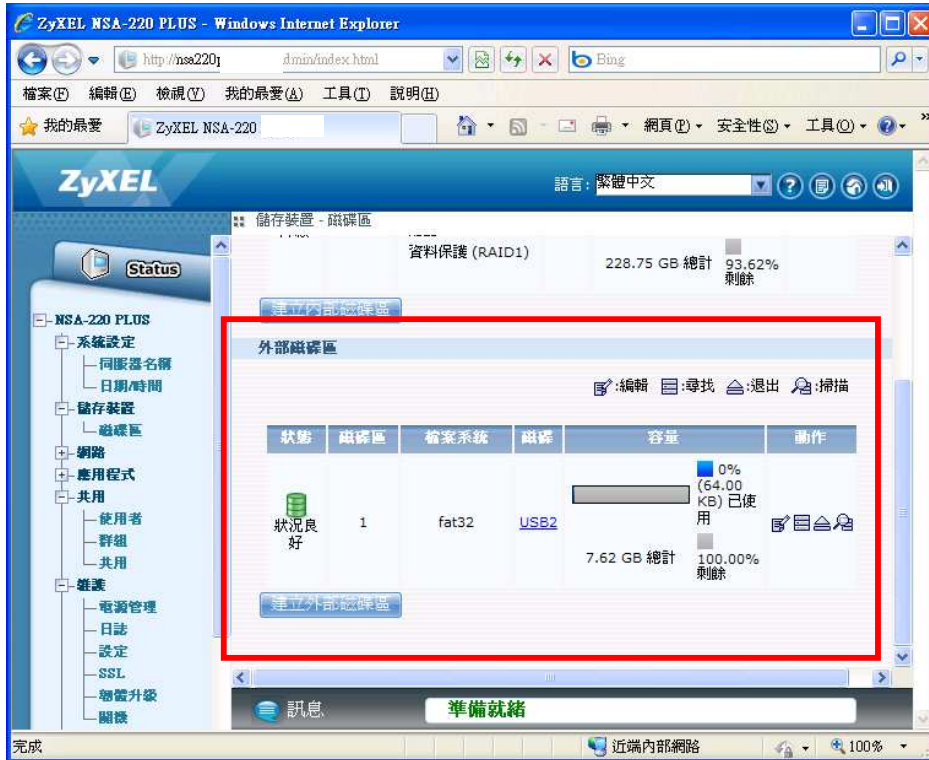 ZyXEL NSA-220 PLUS - Windows Internet Explorer
http://nsa220p dmin/index.html
Bing
檔案(F) 編輯(E) 檢視(V) 我的最愛(A) 工具(T) 說明(H)
我的最愛
ZyXEL NSA-220
網頁(P) 安全性(S) 工具(O) »
ZyXEL
語言: 繁體中文
儲存裝置 - 磁碟區
Status
資料保護 (RAID1)
228.75 GB 總計
93.62%
剩餘
建立內部磁碟區
NSA-220 PLUS
系統設定
伺服器名稱
日期/時間
儲存裝置
磁碟區
網路
應用程式
共用
使用者
群組
共用
維護
電源管理
日誌
設定
SSL
韌體升級
關機
外部磁碟區
:編輯 :尋找 :退出 :掃描
狀態 磁碟區 檔案系統 磁碟 容量 動作
狀況良
好
1
fat32
USB2
0%
(64.00
KB) 已使
用
7.62 GB 總計
100.00%
剩餘
建立外部磁碟區
訊息
準備就緒
完成
近端內部網路
100%